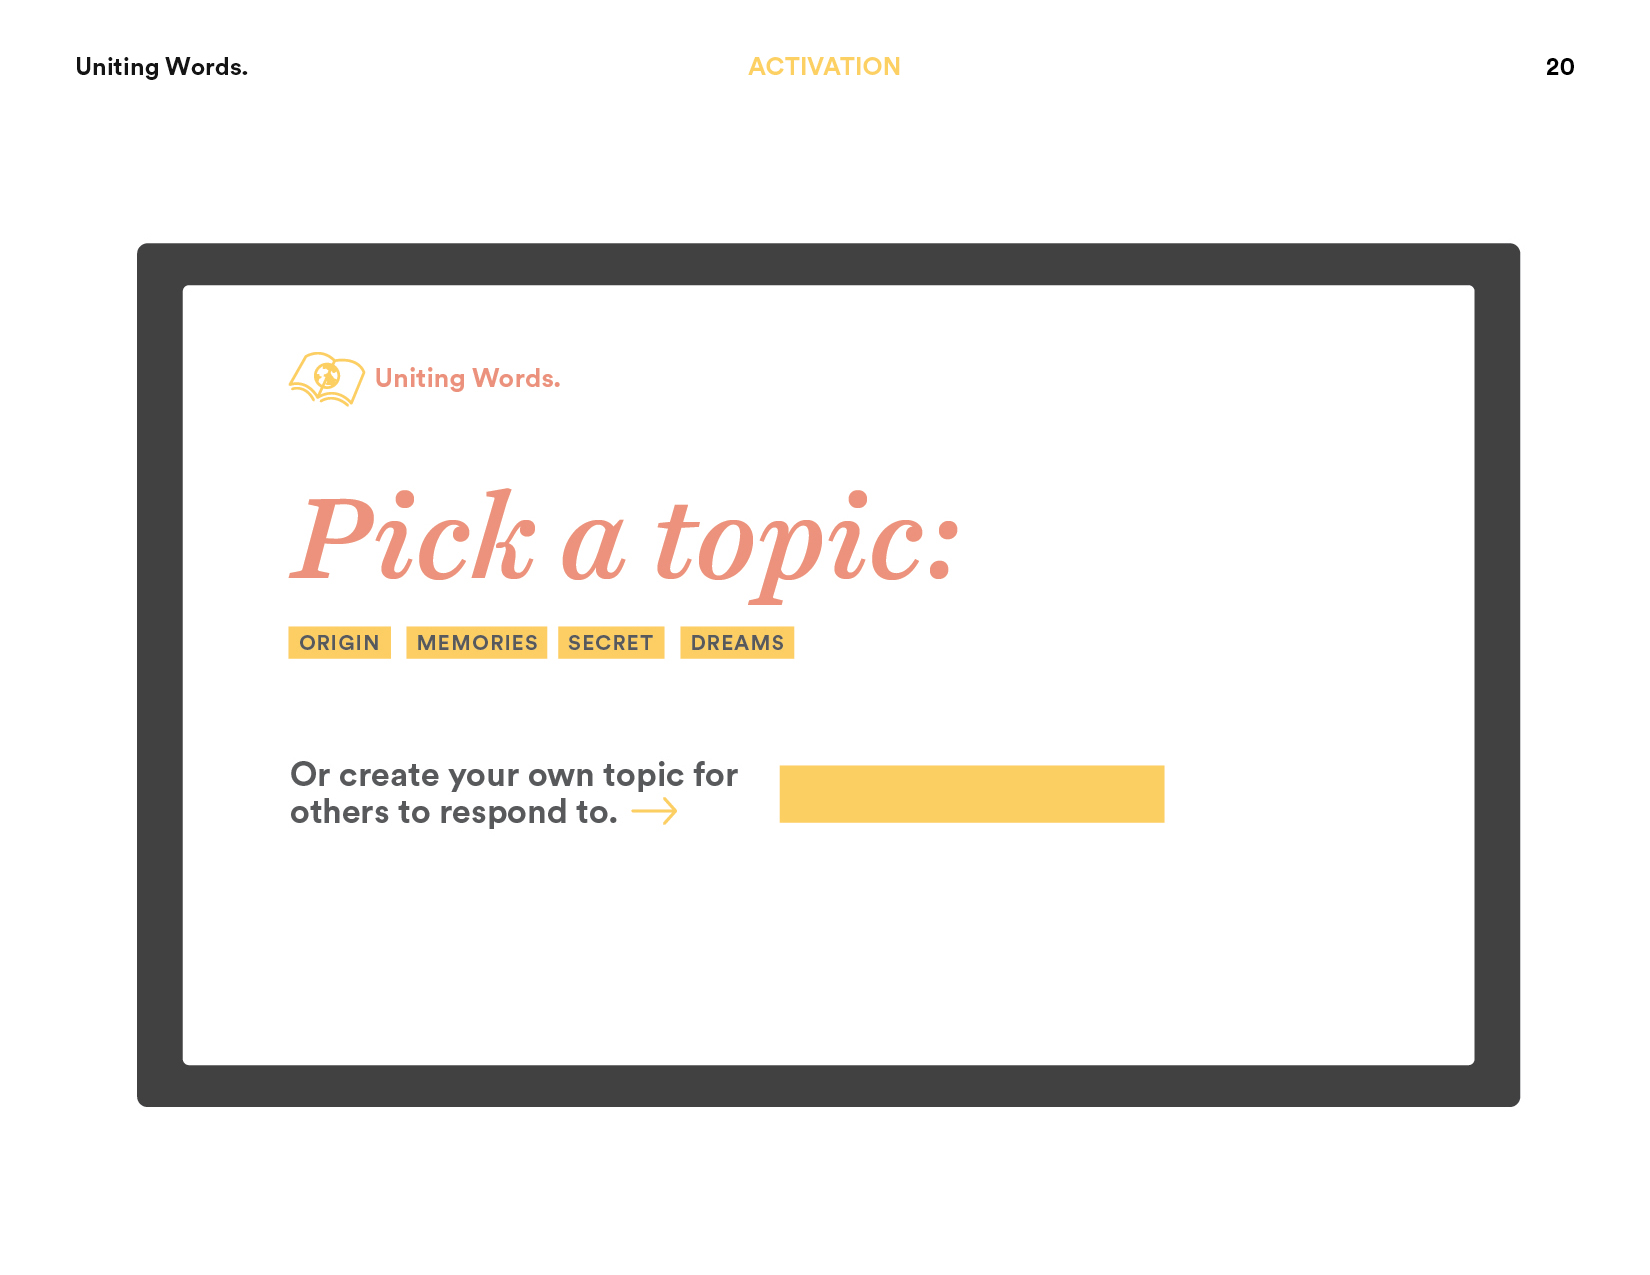 Uniting Words.
ACTIVATION
20
Uniting Words.
Pick a topic:
ORIGIN MEMORIES SECRET DREAMS
Or create your own topic for
others to respond to.